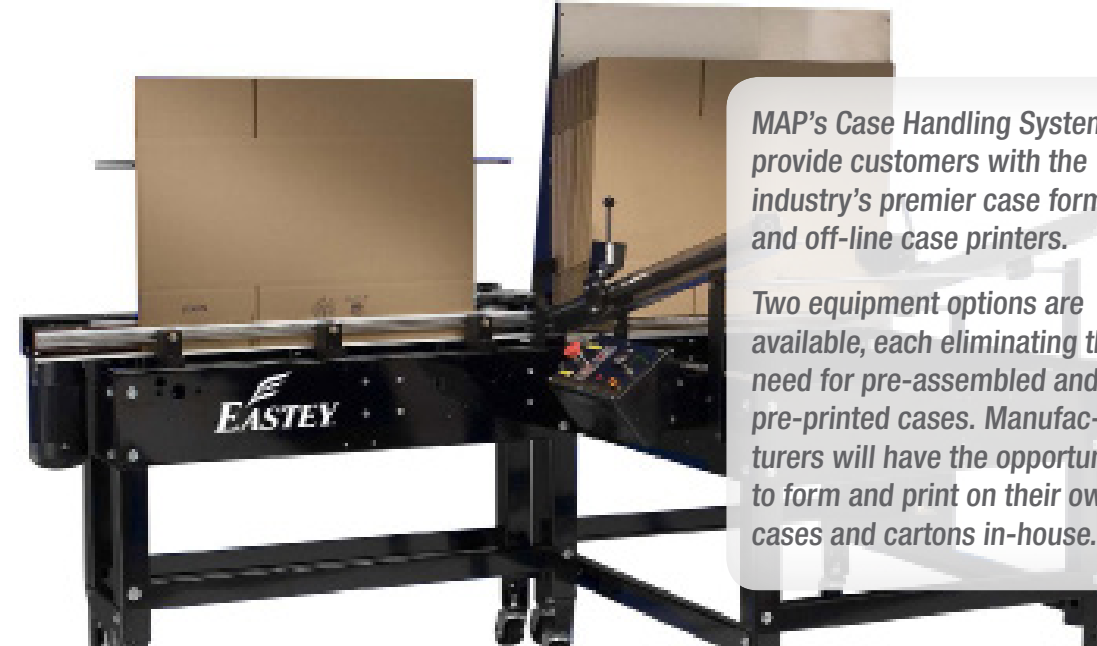 EASTEY
MAP’s Case Handling System
provide customers with the
industry’s premier case form
and off-line case printers.
Two equipment options are
available, each eliminating th
need for pre-assembled and
pre-printed cases. Manufac-
turers will have the opportun
to form and print on their ow
cases and cartons in-house.